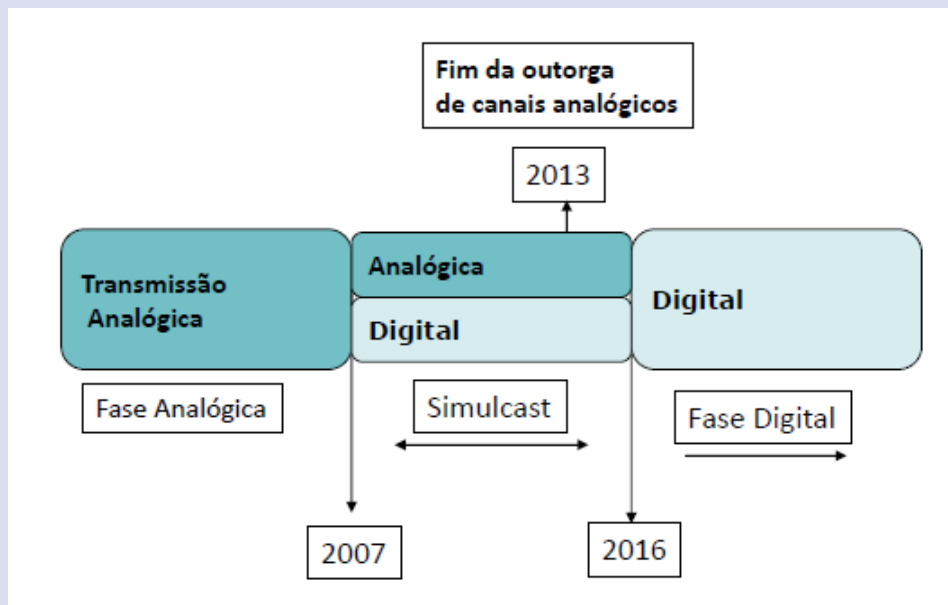 Fim da outorga
de canais analógicos
2013
Transmissão
Analógica
Analógica
Digital
Digital
Fase Analógica
Simulcast
Fase Digital
2007
2016